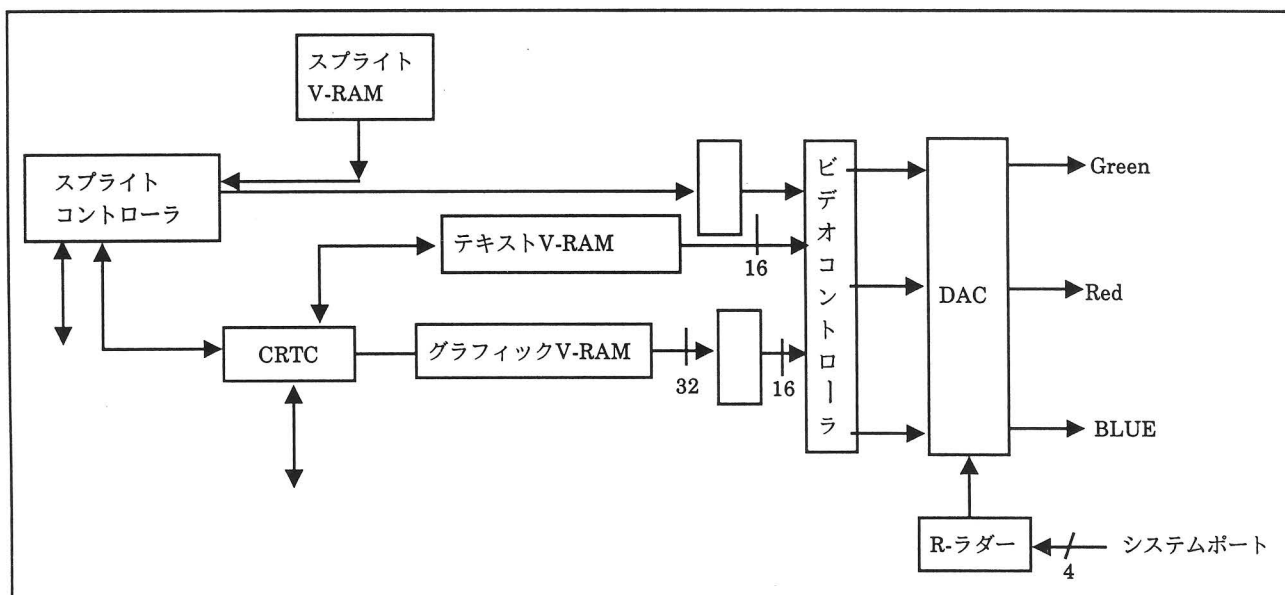 スプライト
V-RAM
スプライト
コントローラ
テキストV-RAM
16
CRTC
グラフィックV-RAM
32
16
ビデオコントローラ
DAC
Green
Red
BLUE
R-ラダー
4
システムポート